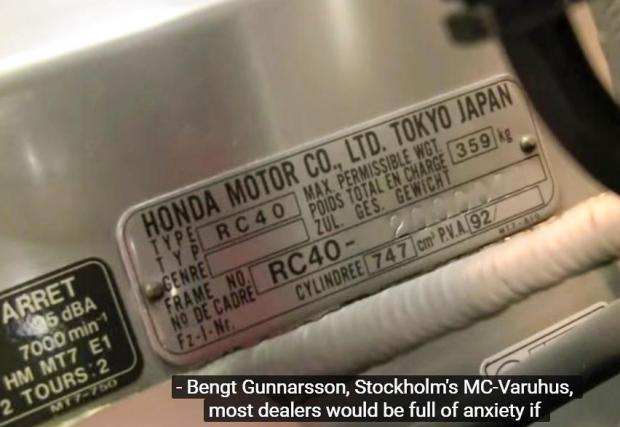 HONDA MOTOR CO., LTD. TOKYO JAPAN
TYPE
TYP
GENRE
RC40
MAX. PERMISSIBLE WGT.
POIDS TOTAL EN CHARGE
ZUL. GES. GEWICHT
359 kg
FRAME NO.
Nº DE CADRE
Fz-I-Nr.
RC40-
CYLINDREE 747 cm³ P.V.A. 92/
ARRET
95 dBA
7000 min⁻¹
HM MT7 E1
2 TOURS:2
MT7-750
- Bengt Gunnarsson, Stockholm's MC-Varuhus,
most dealers would be full of anxiety if